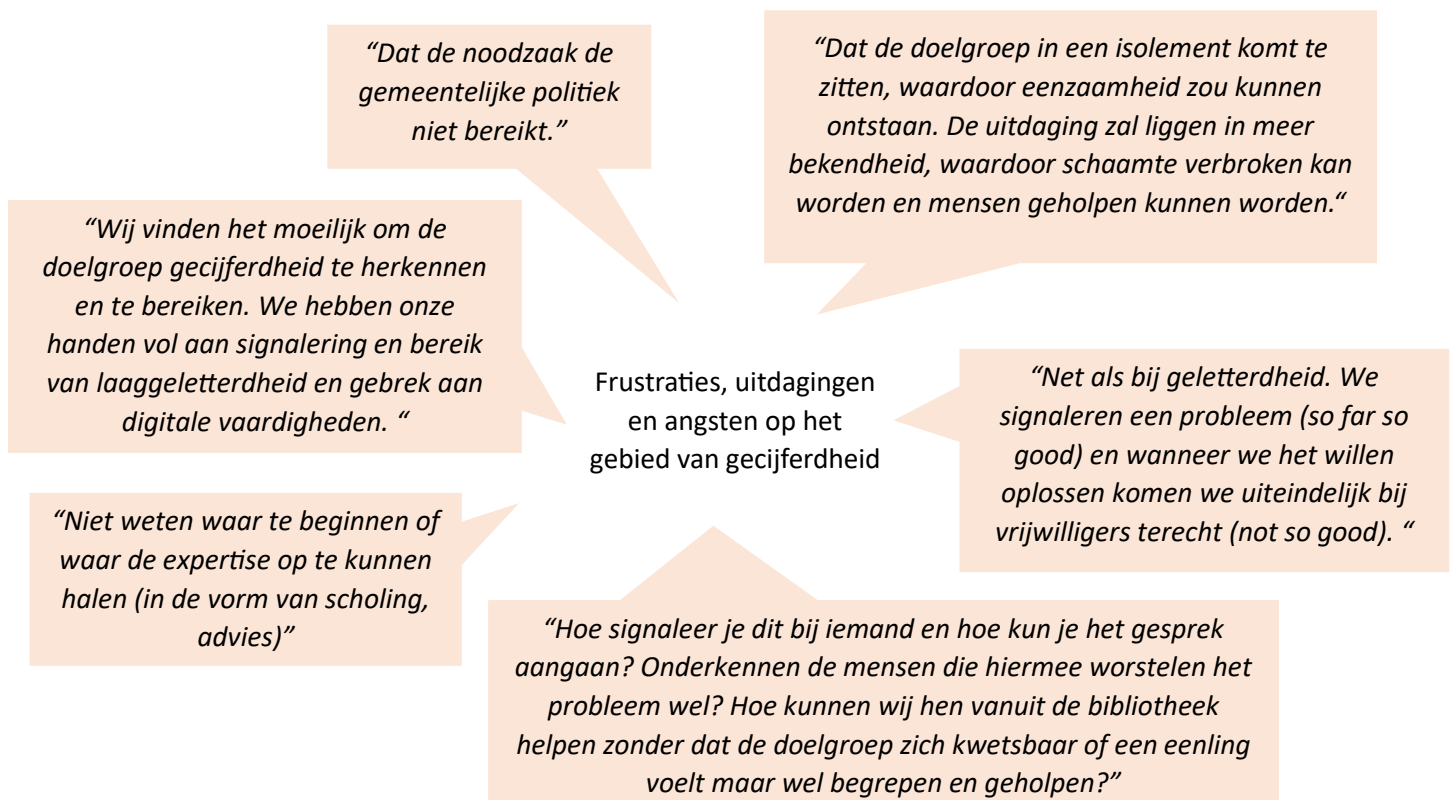 “Dat de noodzaak de
gemeentelijke politiek
niet bereikt.”
“Dat de doelgroep in een isolement komt te
zitten, waardoor eenzaamheid zou kunnen
ontstaan. De uitdaging zal liggen in meer
bekendheid, waardoor schaamte verbroken kan
worden en mensen geholpen kunnen worden.“
“Wij vinden het moeilijk om de
doelgroep gecijferdheid te herkennen
en te bereiken. We hebben onze
handen vol aan signalering en bereik
van laaggeletterdheid en gebrek aan
digitale vaardigheden. “
Frustraties, uitdagingen
en angsten op het
gebied van gecijferdheid
“Net als bij geletterdheid. We
signaleren een probleem (so far so
good) en wanneer we het willen
oplossen komen we uiteindelijk bij
vrijwilligers terecht (not so good). “
“Niet weten waar te beginnen of
waar de expertise op te kunnen
halen (in de vorm van scholing,
advies)”
“Hoe signaleer je dit bij iemand en hoe kun je het gesprek
aangaan? Onderkennen de mensen die hiermee worstelen het
probleem wel? Hoe kunnen wij hen vanuit de bibliotheek
helpen zonder dat de doelgroep zich kwetsbaar of een eenling
voelt maar wel begrepen en geholpen?”